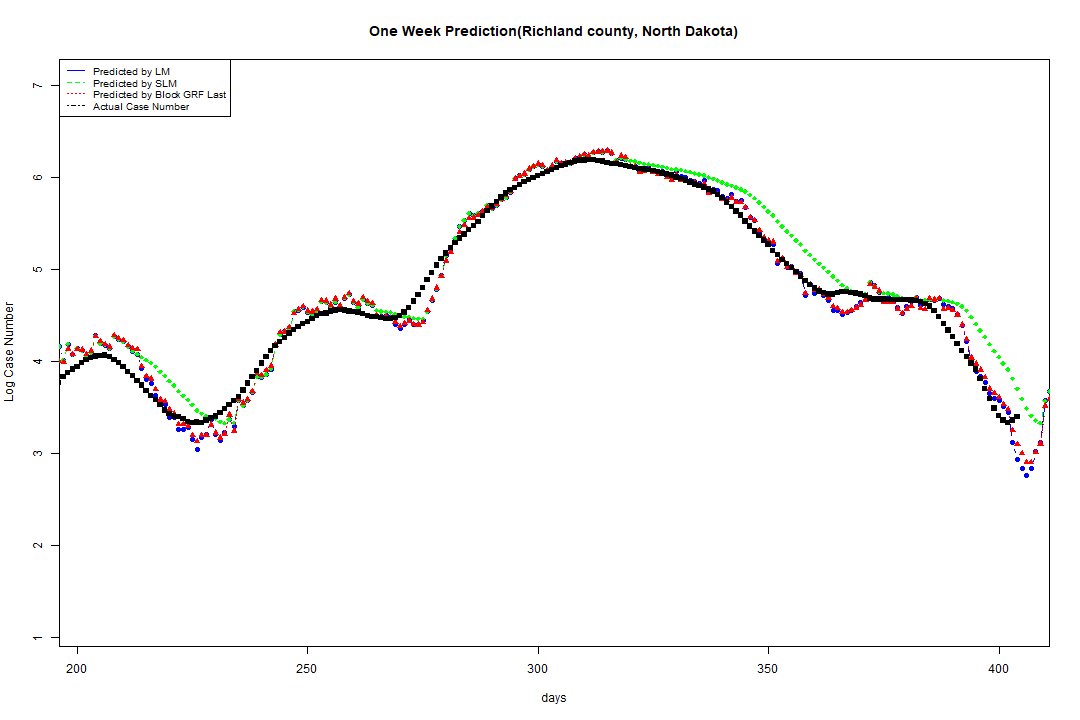 One Week Prediction(Richland county, North Dakota)
Predicted by LM
Predicted by SLM
Predicted by Block GRF Last
Actual Case Number
7
6
5
4
3
2
1
Log Case Number
200 250 300 350 400
days